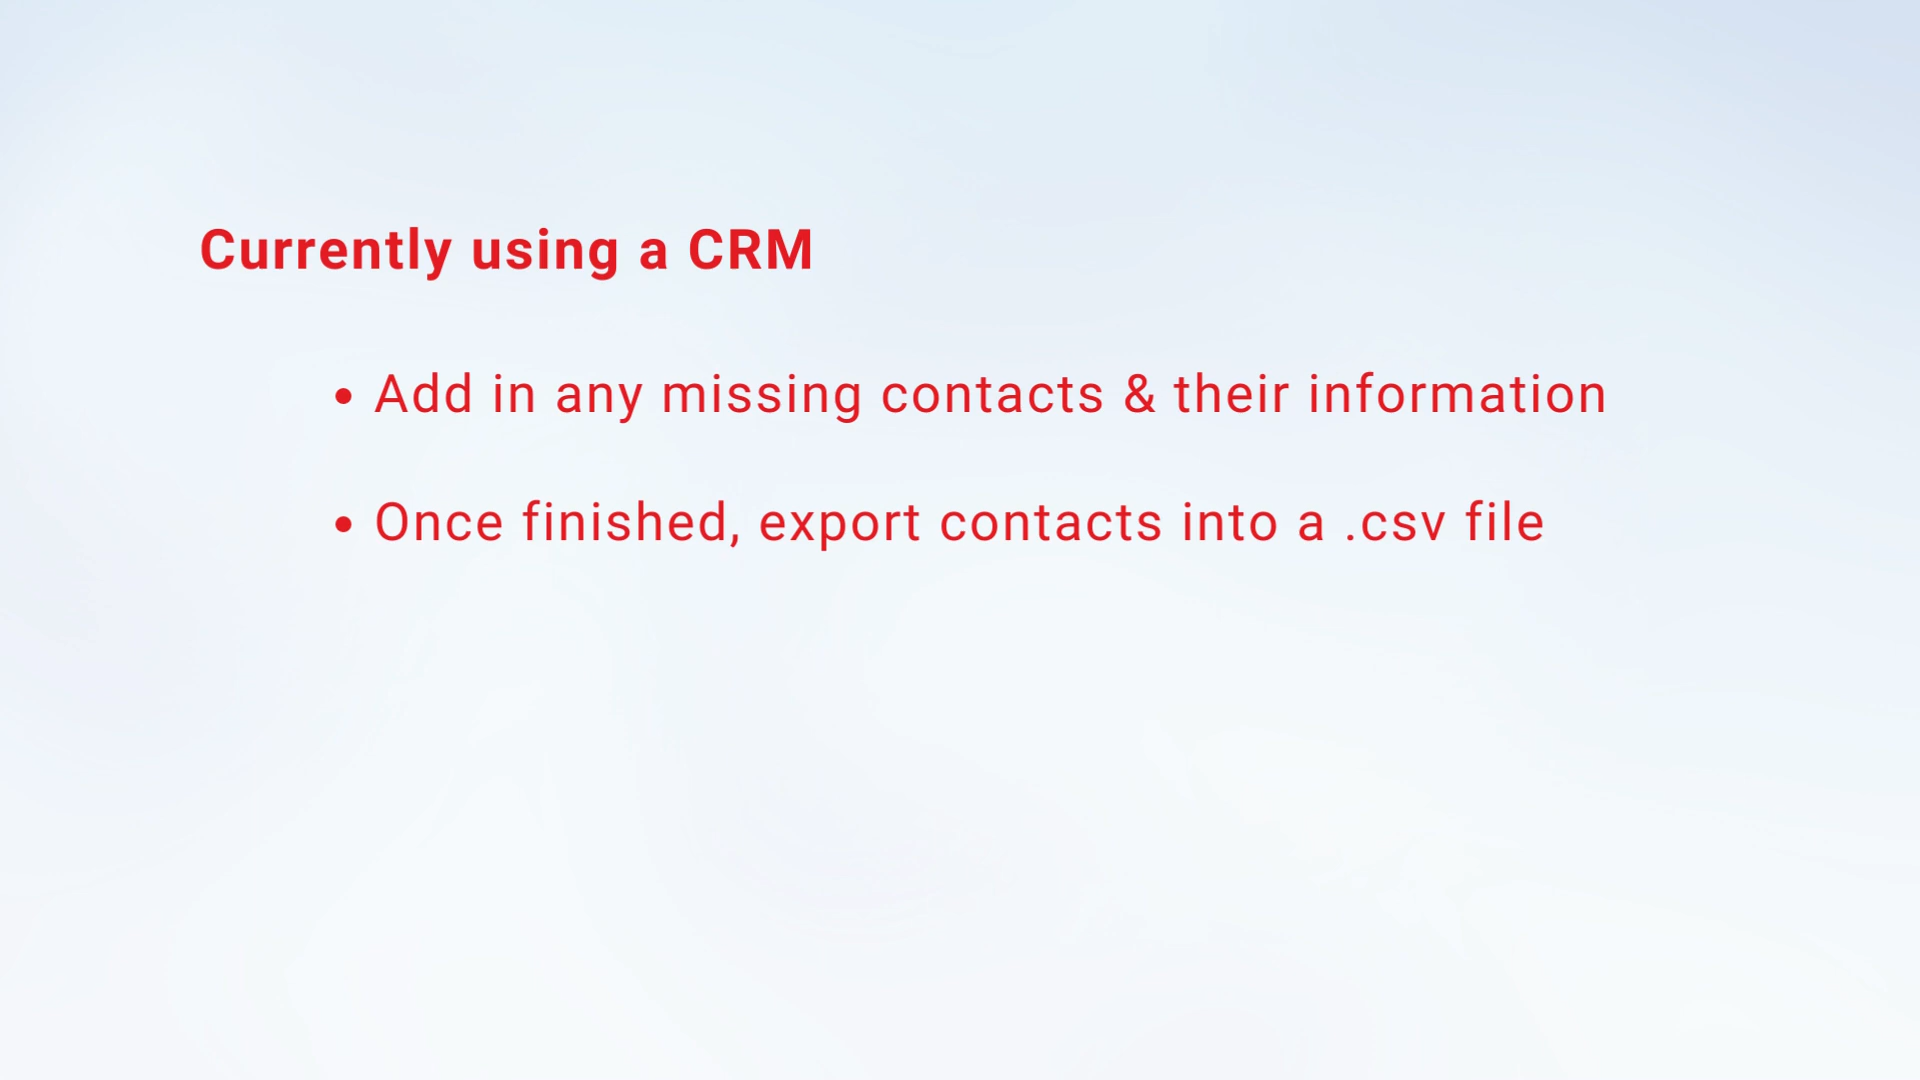 Currently using a CRM
• Add in any missing contacts & their information
• Once finished, export contacts into a .csv file